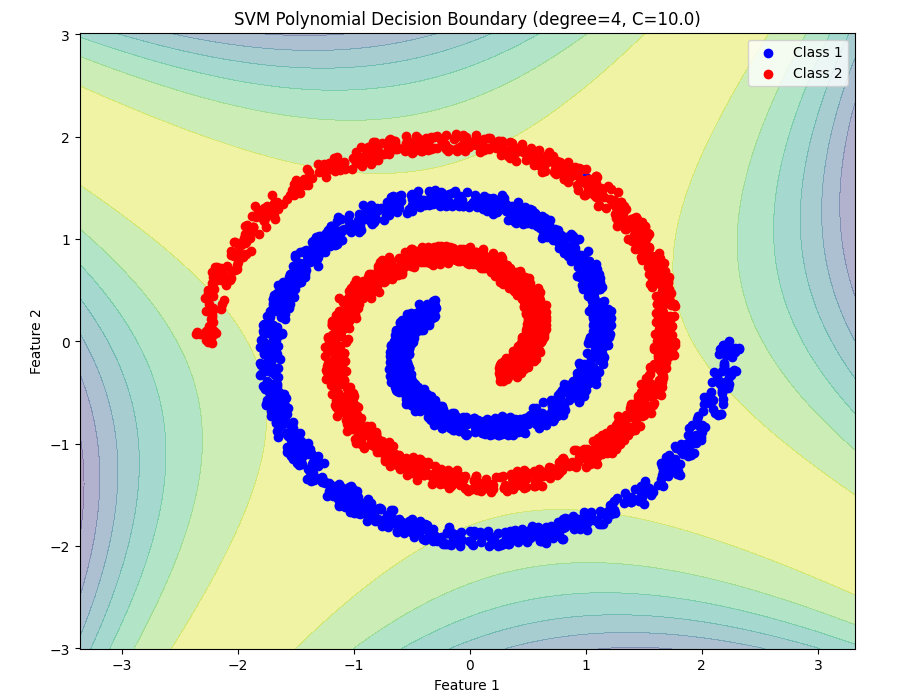 SVM Polynomial Decision Boundary (degree=4, C=10.0)
Class 1
Class 2
Feature 2
3
2
1
0
−1
−2
−3
−3
−2
−1
0
1
2
3
Feature 1